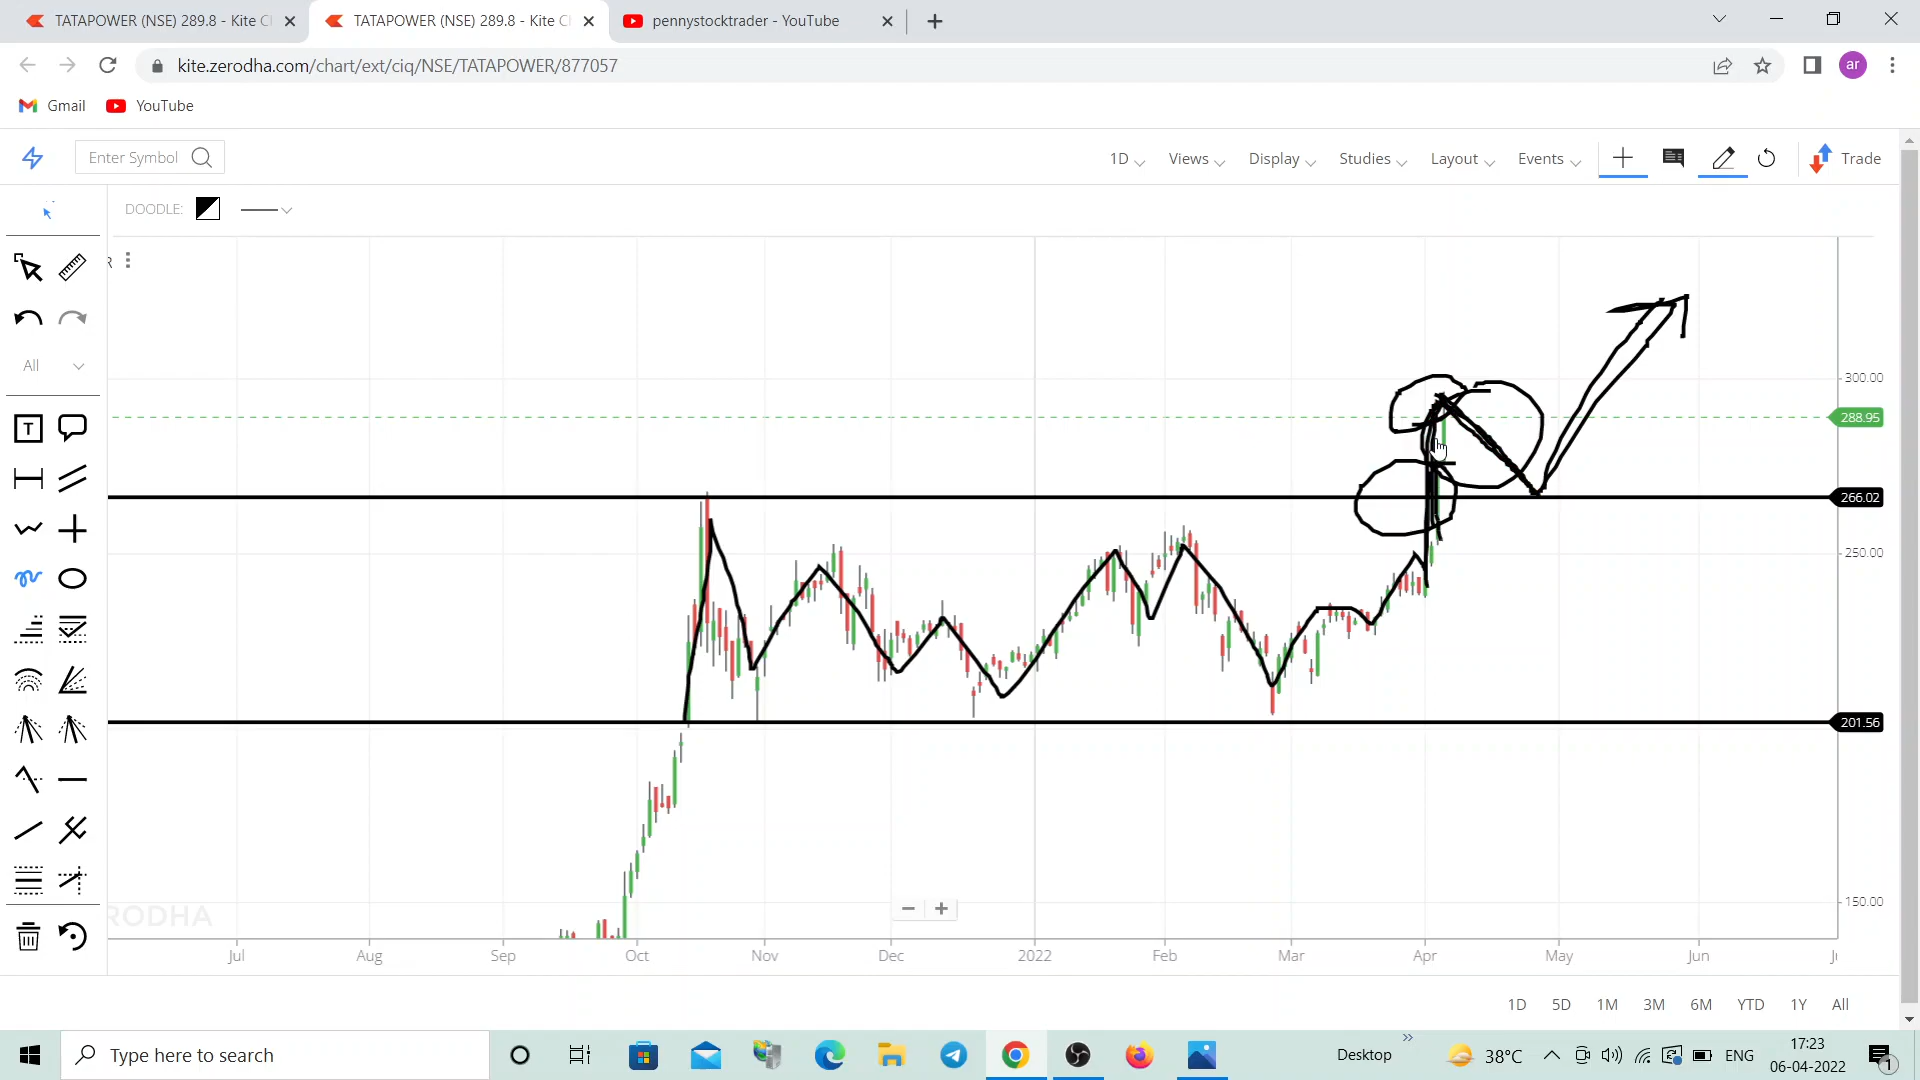 TATAPOWER (NSE) 289.8 - Kite C
TATAPOWER (NSE) 289.8 - Kite C
pennystocktrader - YouTube
kite.zerodha.com/chart/ext/ciq/NSE/TATAPOWER/877057
ar
Gmail
YouTube
Enter Symbol
1D
Views
Display
Studies
Layout
Events
Trade
DOODLE:
R
All
T
300.00
288.95
266.02
250.00
201.56
150.00
RODHA
Jul
Aug
Sep
Oct
Nov
Dec
2022
Feb
Mar
Apr
May
Jun
1D
5D
1M
3M
6M
YTD
1Y
All
Type here to search
Desktop
38°C
ENG
17:23
06-04-2022
1